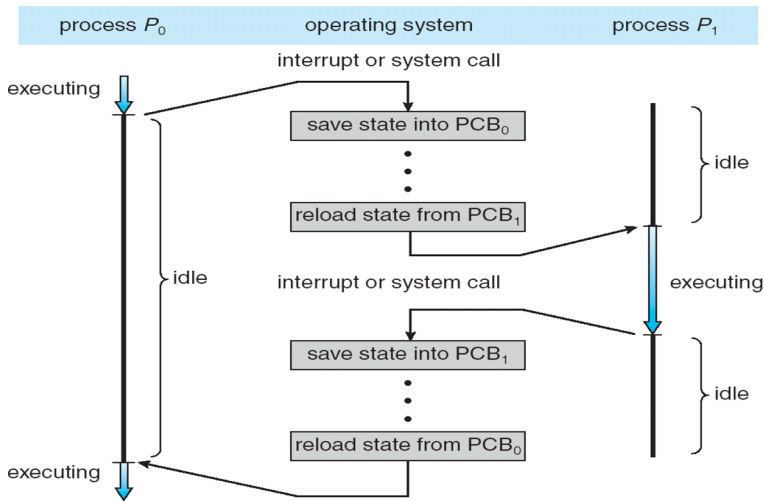 process P₀ operating system process P₁
interrupt or system call
executing
save state into PCB₀
idle
reload state from PCB₁
idle
interrupt or system call
executing
save state into PCB₁
idle
reload state from PCB₀
executing